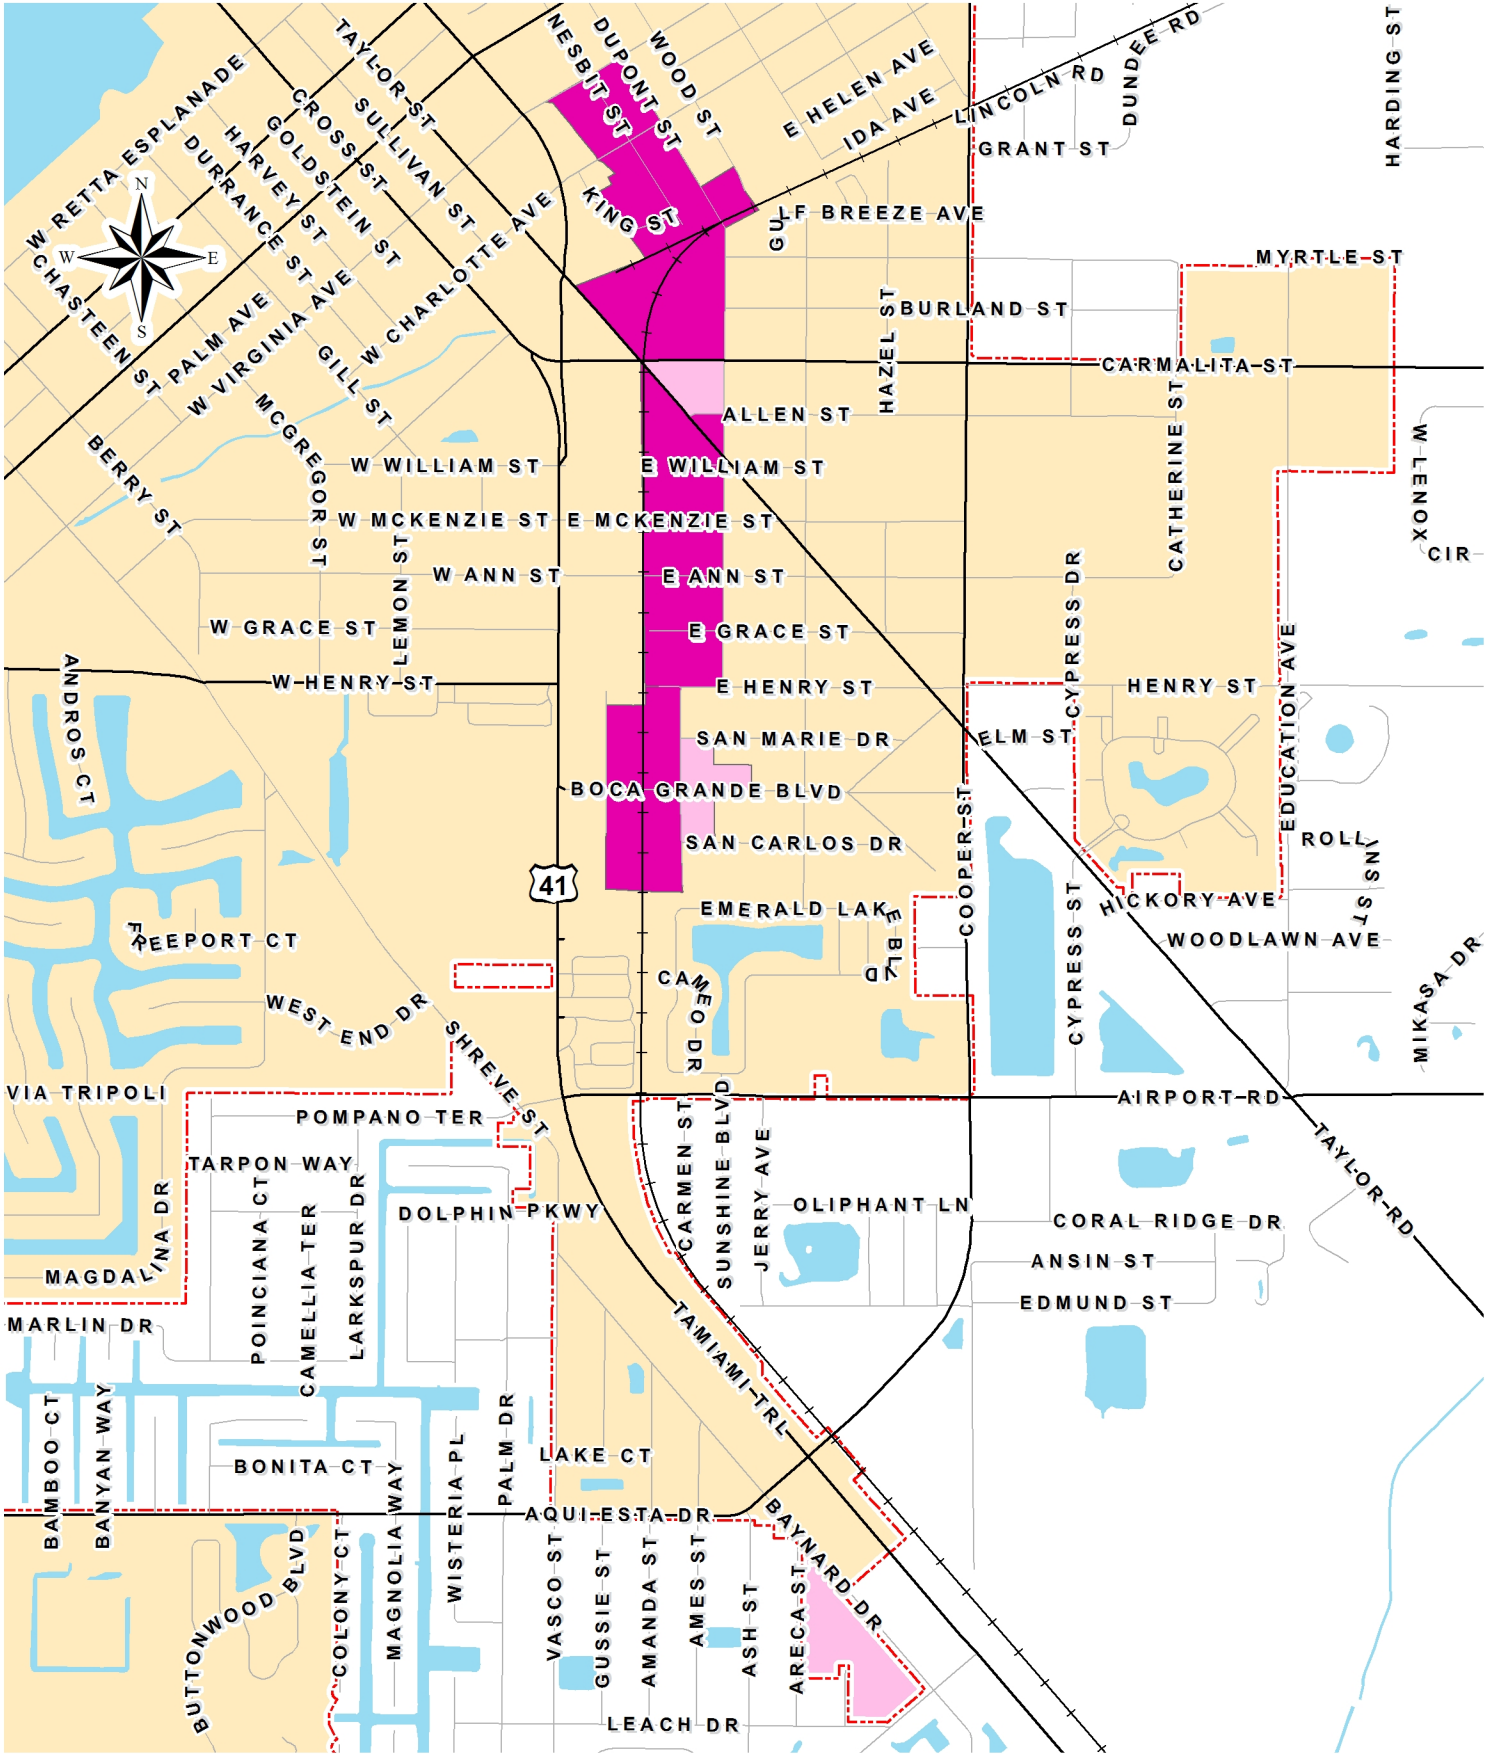 NESBIT ST
DUPONT ST
WOOD ST
TAYLOR ST
E HELEN AVE
IDA AVE
LINCOLN RD
DUNDEE RD
HARDING ST
GRANT ST
W RETTA ESPLANADE
CROSS ST
SULLIVAN ST
GOLDSTEIN ST
HARVEY ST
DURRANCE ST
N
W
E
S
CHASTEEN ST
PALM AVE
W VIRGINIA AVE
W CHARLOTTE AVE
KING ST
GULF BREEZE AVE
MYRTLE ST
BURLAND ST
HAZEL ST
GILL ST
CARMALITA ST
MCGREGOR ST
ALLEN ST
CATHERINE ST
W LENOX CIR
BERRY ST
W WILLIAM ST
E WILLIAM ST
W MCKENZIE ST
E MCKENZIE ST
W ANN ST
E ANN ST
LEMON ST
CYPRESS DR
W GRACE ST
E GRACE ST
W HENRY ST
E HENRY ST
HENRY ST
ANDROS CT
EDUCATION AVE
SAN MARIE DR
ELM ST
BOCA GRANDE BLVD
SAN CARLOS DR
COOPER ST
ROLLINS ST
41
HICKORY AVE
EMERALD LAKE BLVD
FREEPORT CT
WOODLAWN AVE
CYPRESS ST
MIKASA DR
CAMEO DR
WEST END DR
SHREVE ST
VIA TRIPOLI
POMPANO TER
AIRPORT RD
TAYLOR RD
TARPON WAY
CARMEN ST
SUNSHINE BLVD
JERRY AVE
MAGDALINA DR
POINCIANA CT
CAMELLIA TER
LARKSPUR DR
DOLPHIN PKWY
OLIPHANT LN
CORAL RIDGE DR
ANSIN ST
EDMUND ST
MARLIN DR
TAMIAMI TRL
BAMBOO CT
BANYAN WAY
BONITA CT
MAGNOLIA WAY
WISTERIA PL
PALM DR
LAKE CT
AQUI ESTA DR
BAYNARD DR
BUTTONWOOD BLVD
COLONY CT
VASCO ST
GUSSIE ST
AMANDA ST
AMES ST
ASH ST
ARECA ST
LEACH DR